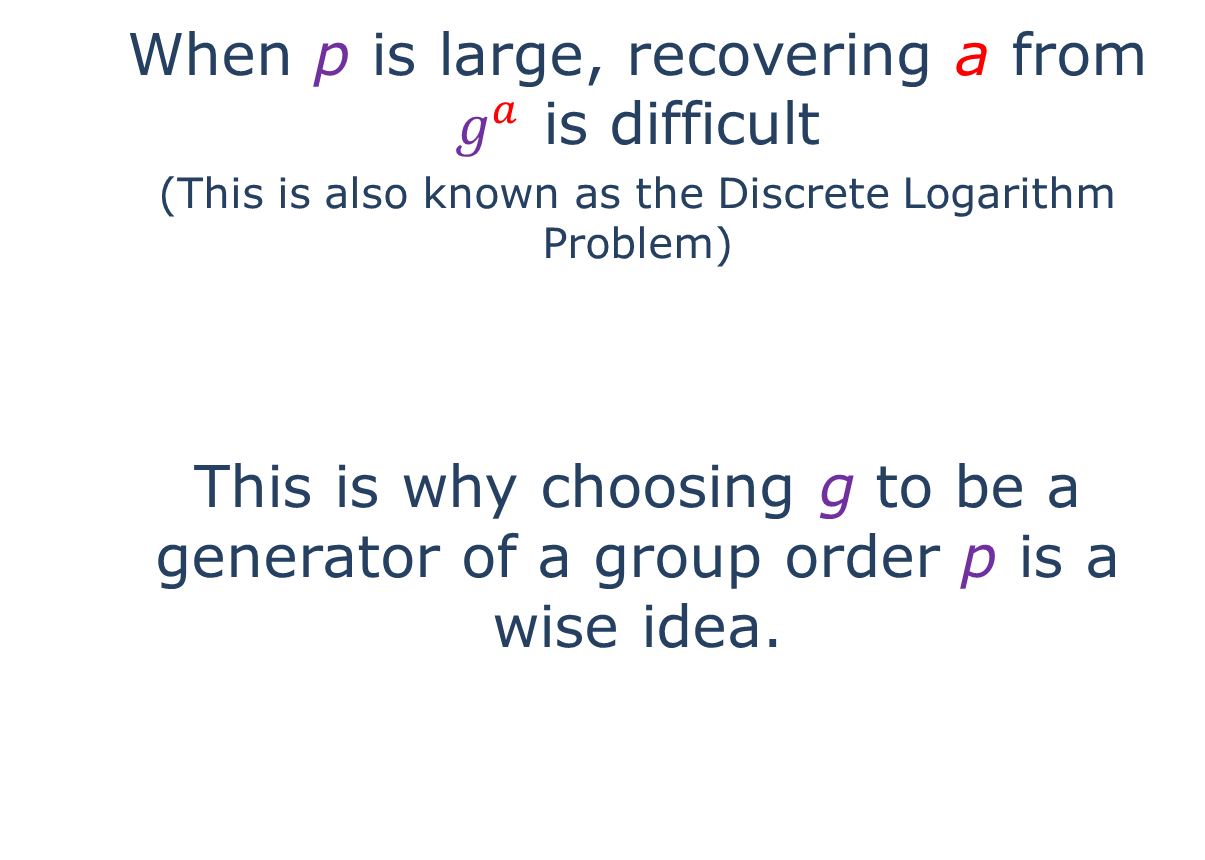 When p is large, recovering a from
gᵃ is difficult
(This is also known as the Discrete Logarithm
Problem)
This is why choosing g to be a
generator of a group order p is a
wise idea.